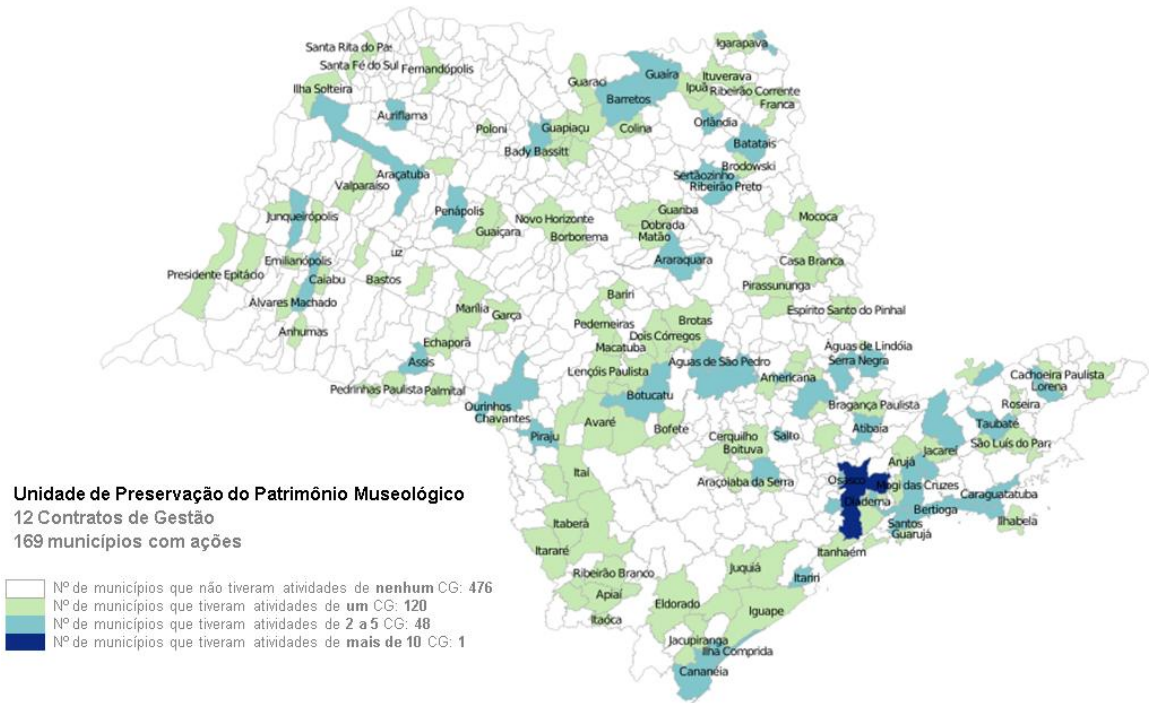 Igarapava
Santa Rita do Pa
Santa Fé do Sul
Fernandópolis
Guaíra
Ituverava
Guaraci
Ipuã
Ribeirão Corrente
Ilha Solteira
Barretos
Franca
Auriflama
Orlândia
Poloni
Guapiaçu
Colina
Batatais
Bady Bassitt
Brodowski
Araçatuba
Sertãozinho
Valparaíso
Ribeirão Preto
Penápolis
Junqueirópolis
Novo Horizonte
Guariba
Mococa
Guaiçara
Dobrada
Borborema
Matão
uz
Araraquara
Emilianópolis
Casa Branca
Presidente Epitácio
Caiabu
Bastos
Pirassununga
Álvares Machado
Bariri
Marília
Garça
Espírito Santo do Pinhal
Anhumas
Pederneiras
Brotas
Dois Córregos
Echaporã
Macatuba
Águas de Lindóia
Assis
Águas de São Pedro
Serra Negra
Lençóis Paulista
Americana
Cachoeira Paulista
Pedrinhas Paulista
Palmital
Lorena
Botucatu
Ourinhos
Bragança Paulista
Roseira
Chavantes
Avaré
Bofete
Atibaia
Taubaté
Piraju
Cerquilho
Salto
São Luís do Par
Boituva
Jacareí
Arujá
Itaí
Araçoiaba da Serra
Osasco
Mogi das Cruzes
Caraguatatuba
Diadema
Bertioga
Itaberá
Santos
Ilhabela
Guarujá
Itararé
Itanhaém
Juquiá
Ribeirão Branco
Itariri
Apiaí
Eldorado
Iguape
Itaóca
Jacupiranga
Ilha Comprida
Cananéia
Unidade de Preservação do Patrimônio Museológico
12 Contratos de Gestão
169 municípios com ações
Nº de municípios que não tiveram atividades de nenhum CG: 476
Nº de municípios que tiveram atividades de um CG: 120
Nº de municípios que tiveram atividades de 2 a 5 CG: 48
Nº de municípios que tiveram atividades de mais de 10 CG: 1